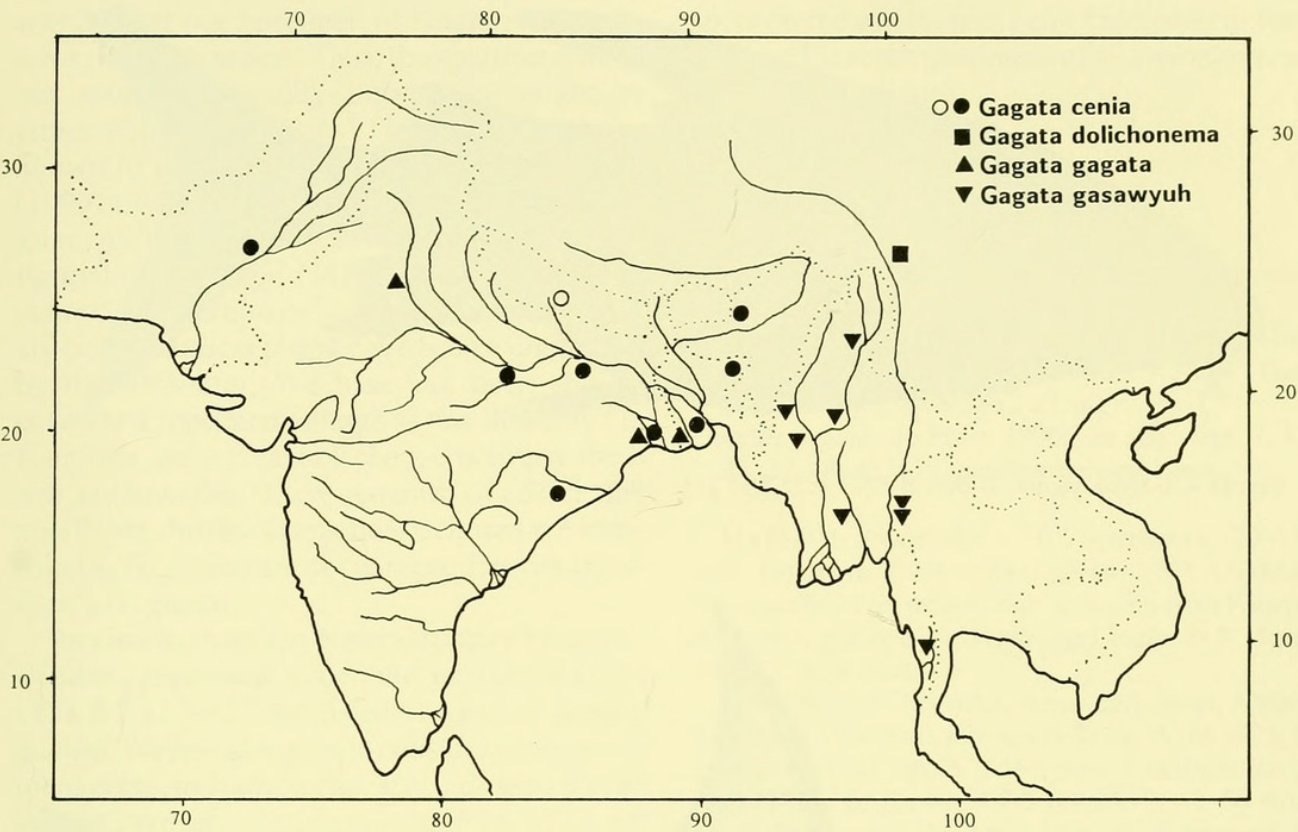 70 80 90 100
○● Gagata cenia
■ Gagata dolichonema
▲ Gagata gagata
▼ Gagata gasawyuh
30 30
20 20
10 10
70 80 90 100